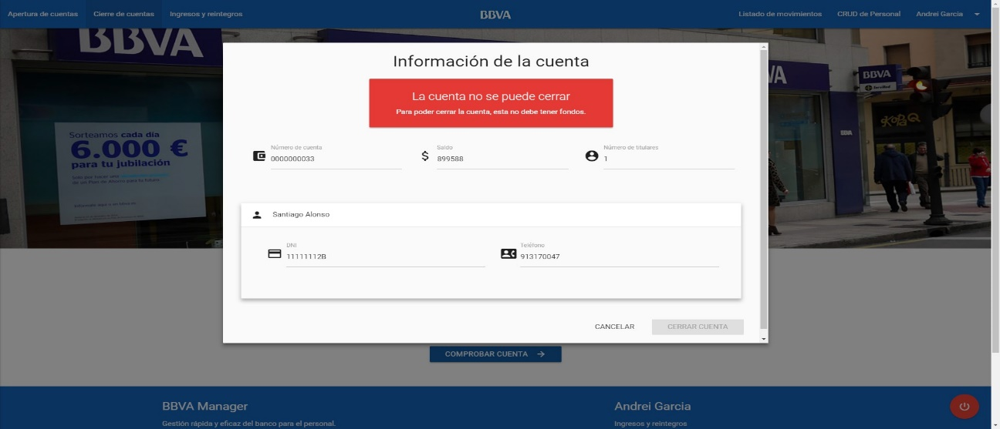 Apertura de cuentas Cierre de cuentas Ingresos y reintegros BBVA Listado de movimientos CRUD de Personal Andrei Garcia
BBVA
Sorteamos cada día
6.000 €
para tu jubilación
BBVA
Información de la cuenta
La cuenta no se puede cerrar
Para poder cerrar la cuenta, esta no debe tener fondos.
Número de cuenta Saldo Número de titulares
0000000033 899588 1
Santiago Alonso
DNI Teléfono
11111112B 913170047
CANCELAR CERRAR CUENTA
COMPROBAR CUENTA
BBVA Manager Andrei Garcia
Gestión rápida y eficaz del banco para el personal. Ingresos y reintegros